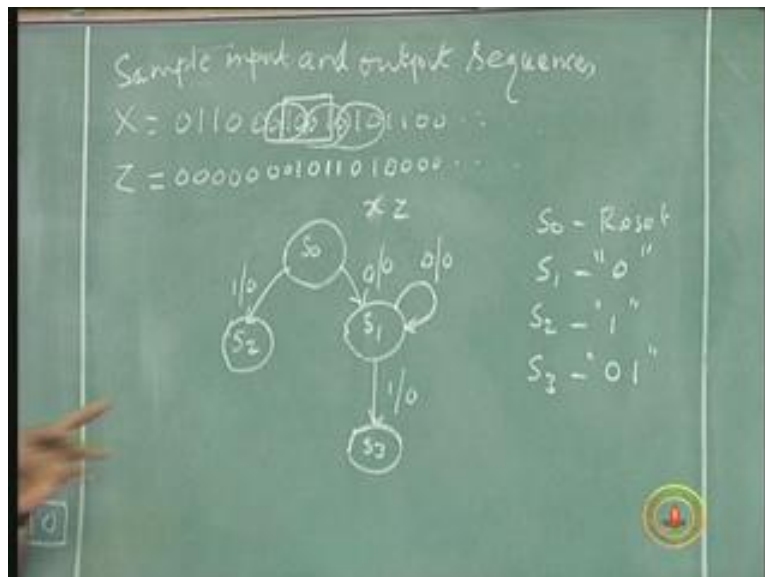 Sample input and output sequences
X = 01100010010101100...
Z = 00000001011010000....
x z
S0
1/0
0/0
0/0
S2
S1
1/0
S3
S0 - Reset
S1 - "0"
S2 - "1"
S3 - "01"